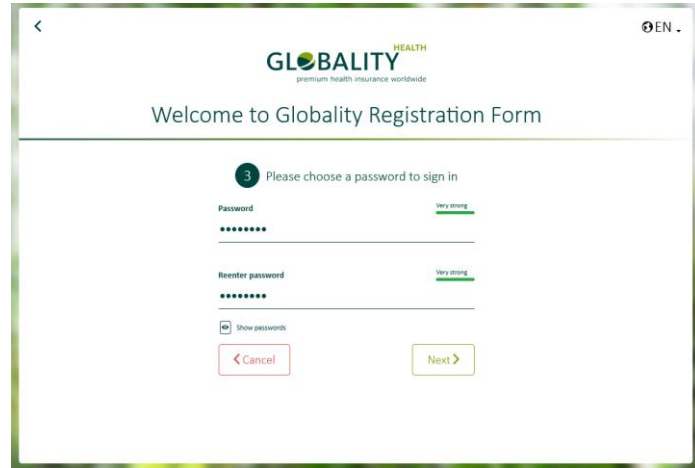 EN
GLOBALITY HEALTH
premium health insurance worldwide
Welcome to Globality Registration Form
3 Please choose a password to sign in
Password Very strong
••••••••
Reenter password Very strong
••••••••
Show passwords
Cancel Next